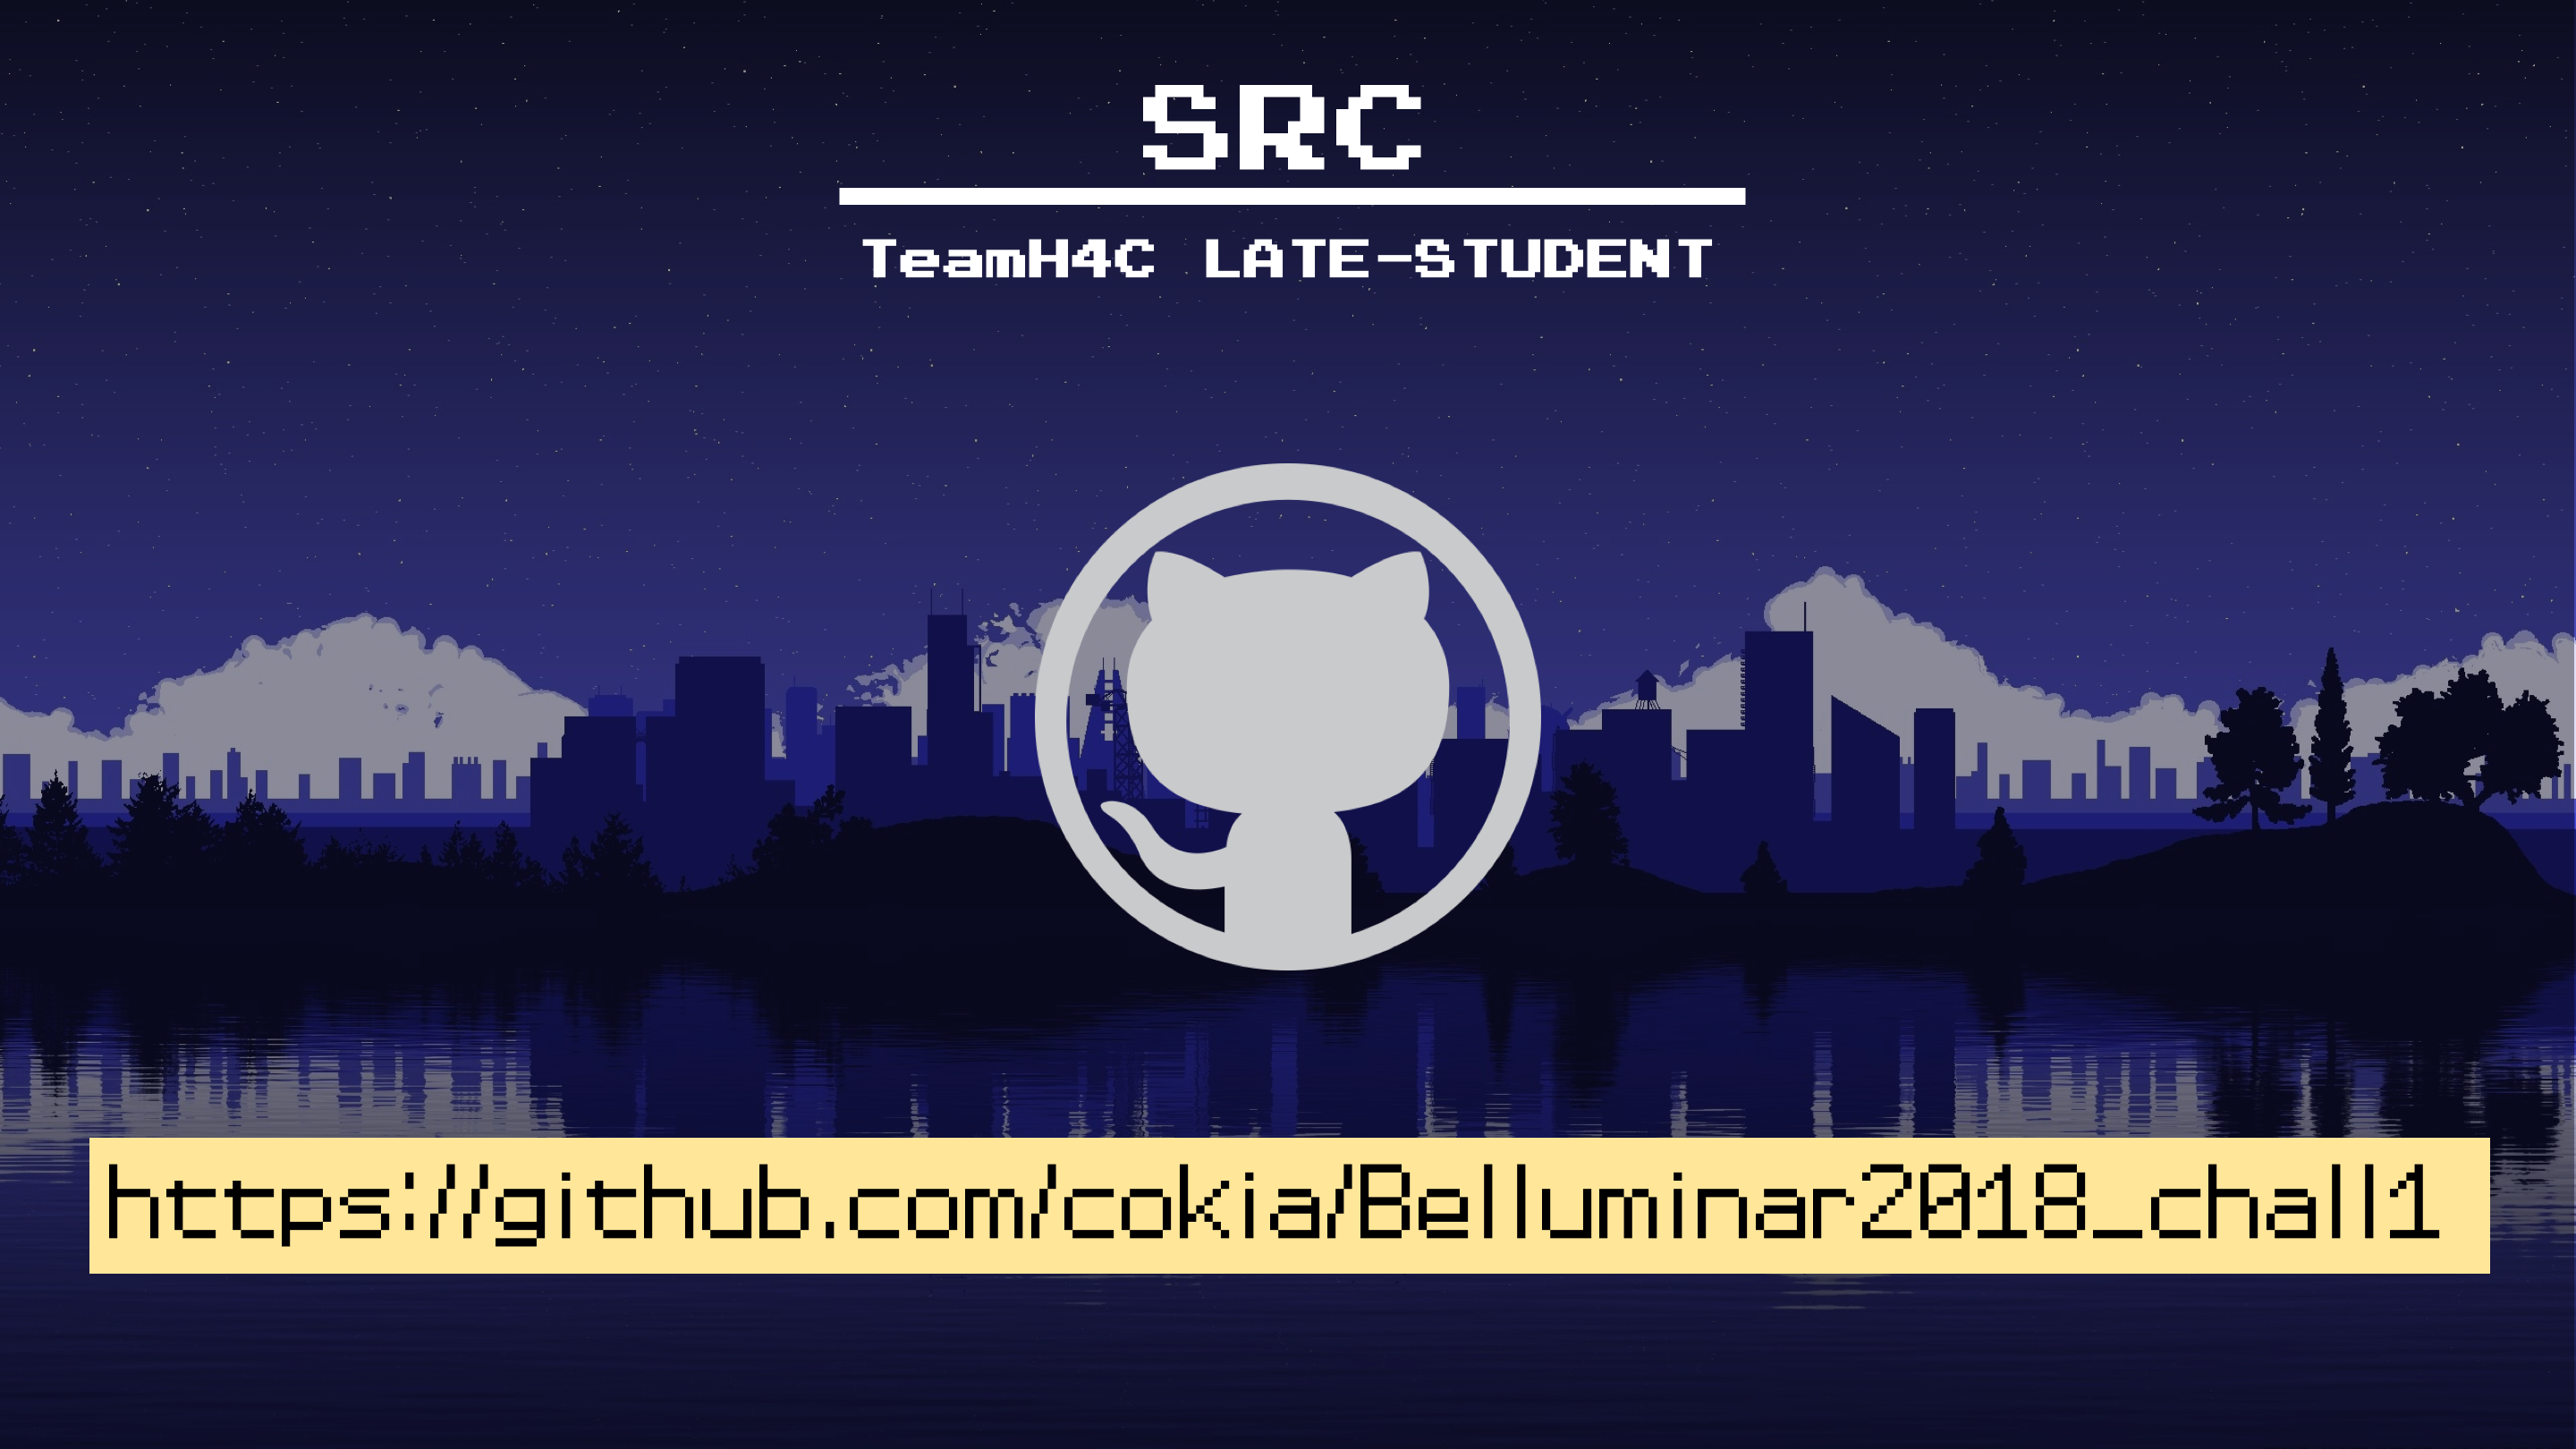 SRC
TeamH4C LATE-STUDENT
https://github.com/cokia/Belluminar2018_chall1